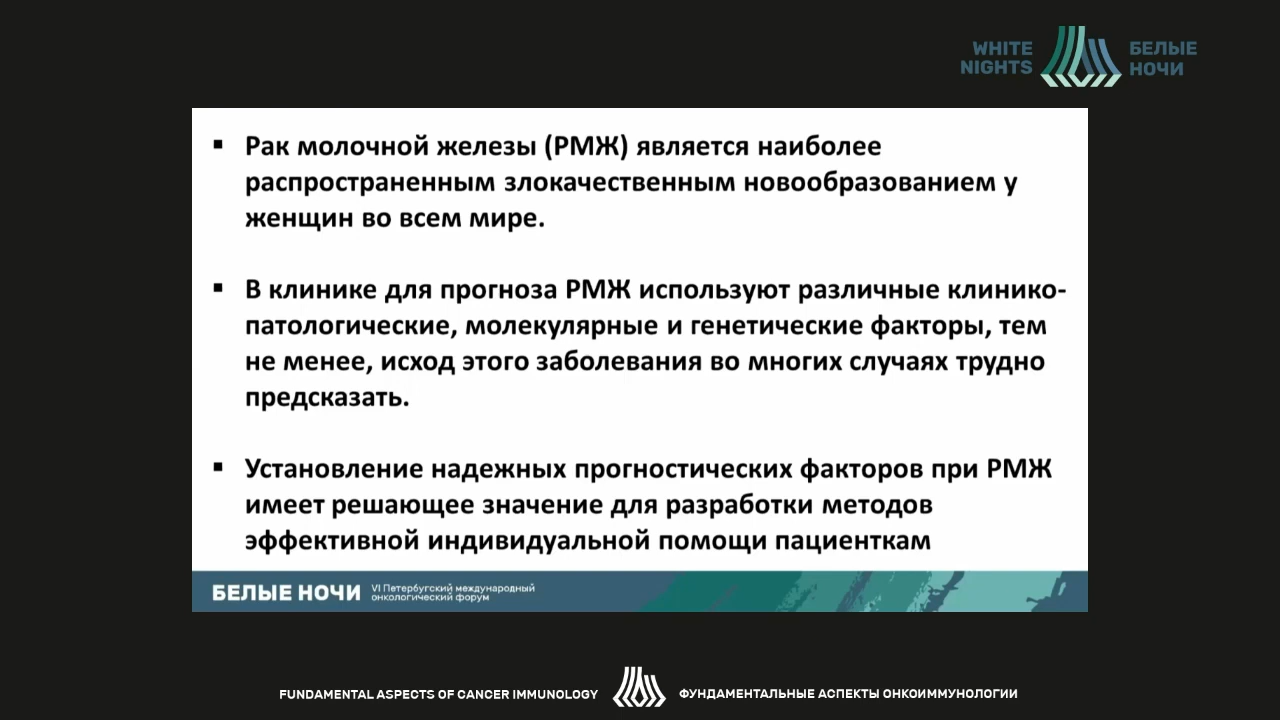 WHITE NIGHTS
БЕЛЫЕ НОЧИ
▪ Рак молочной железы (РМЖ) является наиболее
распространенным злокачественным новообразованием у
женщин во всем мире.
▪ В клинике для прогноза РМЖ используют различные клинико-
патологические, молекулярные и генетические факторы, тем
не менее, исход этого заболевания во многих случаях трудно
предсказать.
▪ Установление надежных прогностических факторов при РМЖ
имеет решающее значение для разработки методов
эффективной индивидуальной помощи пациенткам
БЕЛЫЕ НОЧИ
VI Петербургский международный
онкологический форум
FUNDAMENTAL ASPECTS OF CANCER IMMUNOLOGY
ФУНДАМЕНТАЛЬНЫЕ АСПЕКТЫ ОНКОИММУНОЛОГИИ